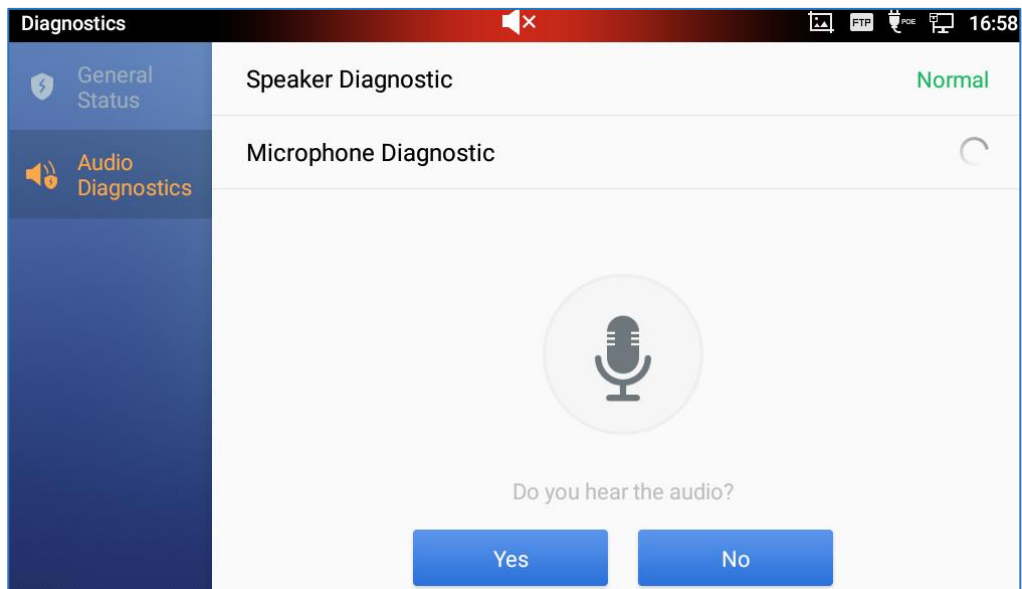 Diagnostics
FTP
POE
16:58
General
Status
Audio
Diagnostics
Speaker Diagnostic
Normal
Microphone Diagnostic
Do you hear the audio?
Yes
No